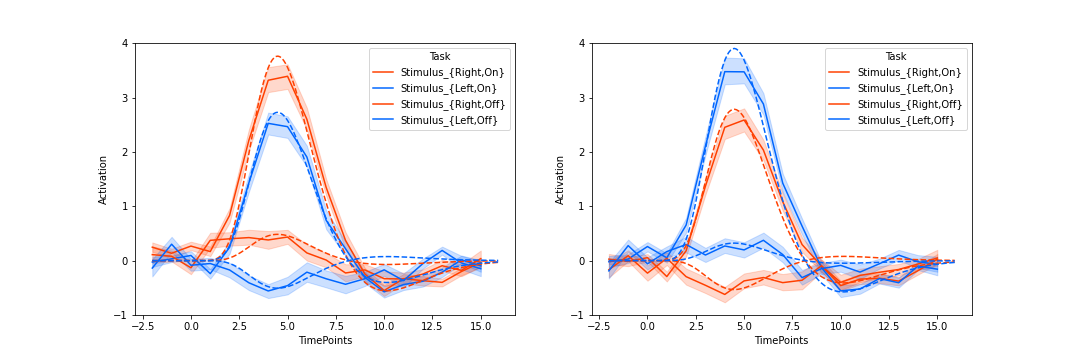 Task
Stimulus_{Right,On}
Stimulus_{Left,On}
Stimulus_{Right,Off}
Stimulus_{Left,Off}
4
3
2
1
0
−1
Activation
−2.5 0.0 2.5 5.0 7.5 10.0 12.5 15.0
TimePoints
Task
Stimulus_{Right,On}
Stimulus_{Left,On}
Stimulus_{Right,Off}
Stimulus_{Left,Off}
4
3
2
1
0
−1
Activation
−2.5 0.0 2.5 5.0 7.5 10.0 12.5 15.0
TimePoints